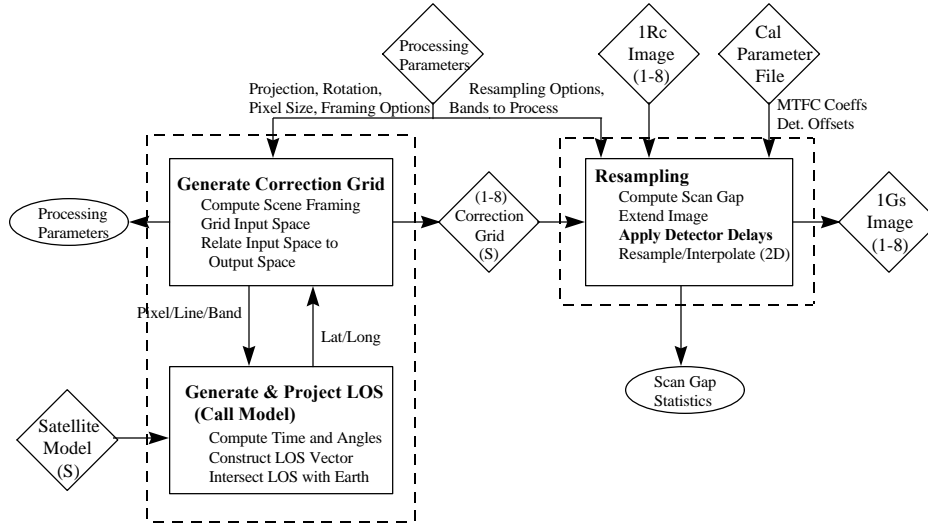 Processing
Parameters
1Rc
Image
(1-8)
Cal
Parameter
File
Projection, Rotation,
Pixel Size, Framing Options
Resampling Options,
Bands to Process
MTFC Coeffs
Det. Offsets
Generate Correction Grid
Compute Scene Framing
Grid Input Space
Relate Input Space to
Output Space
Processing
Parameters
(1-8)
Correction
Grid
(S)
Resampling
Compute Scan Gap
Extend Image
Apply Detector Delays
Resample/Interpolate (2D)
1Gs
Image
(1-8)
Pixel/Line/Band
Lat/Long
Generate & Project LOS
(Call Model)
Compute Time and Angles
Construct LOS Vector
Intersect LOS with Earth
Satellite
Model
(S)
Scan Gap
Statistics